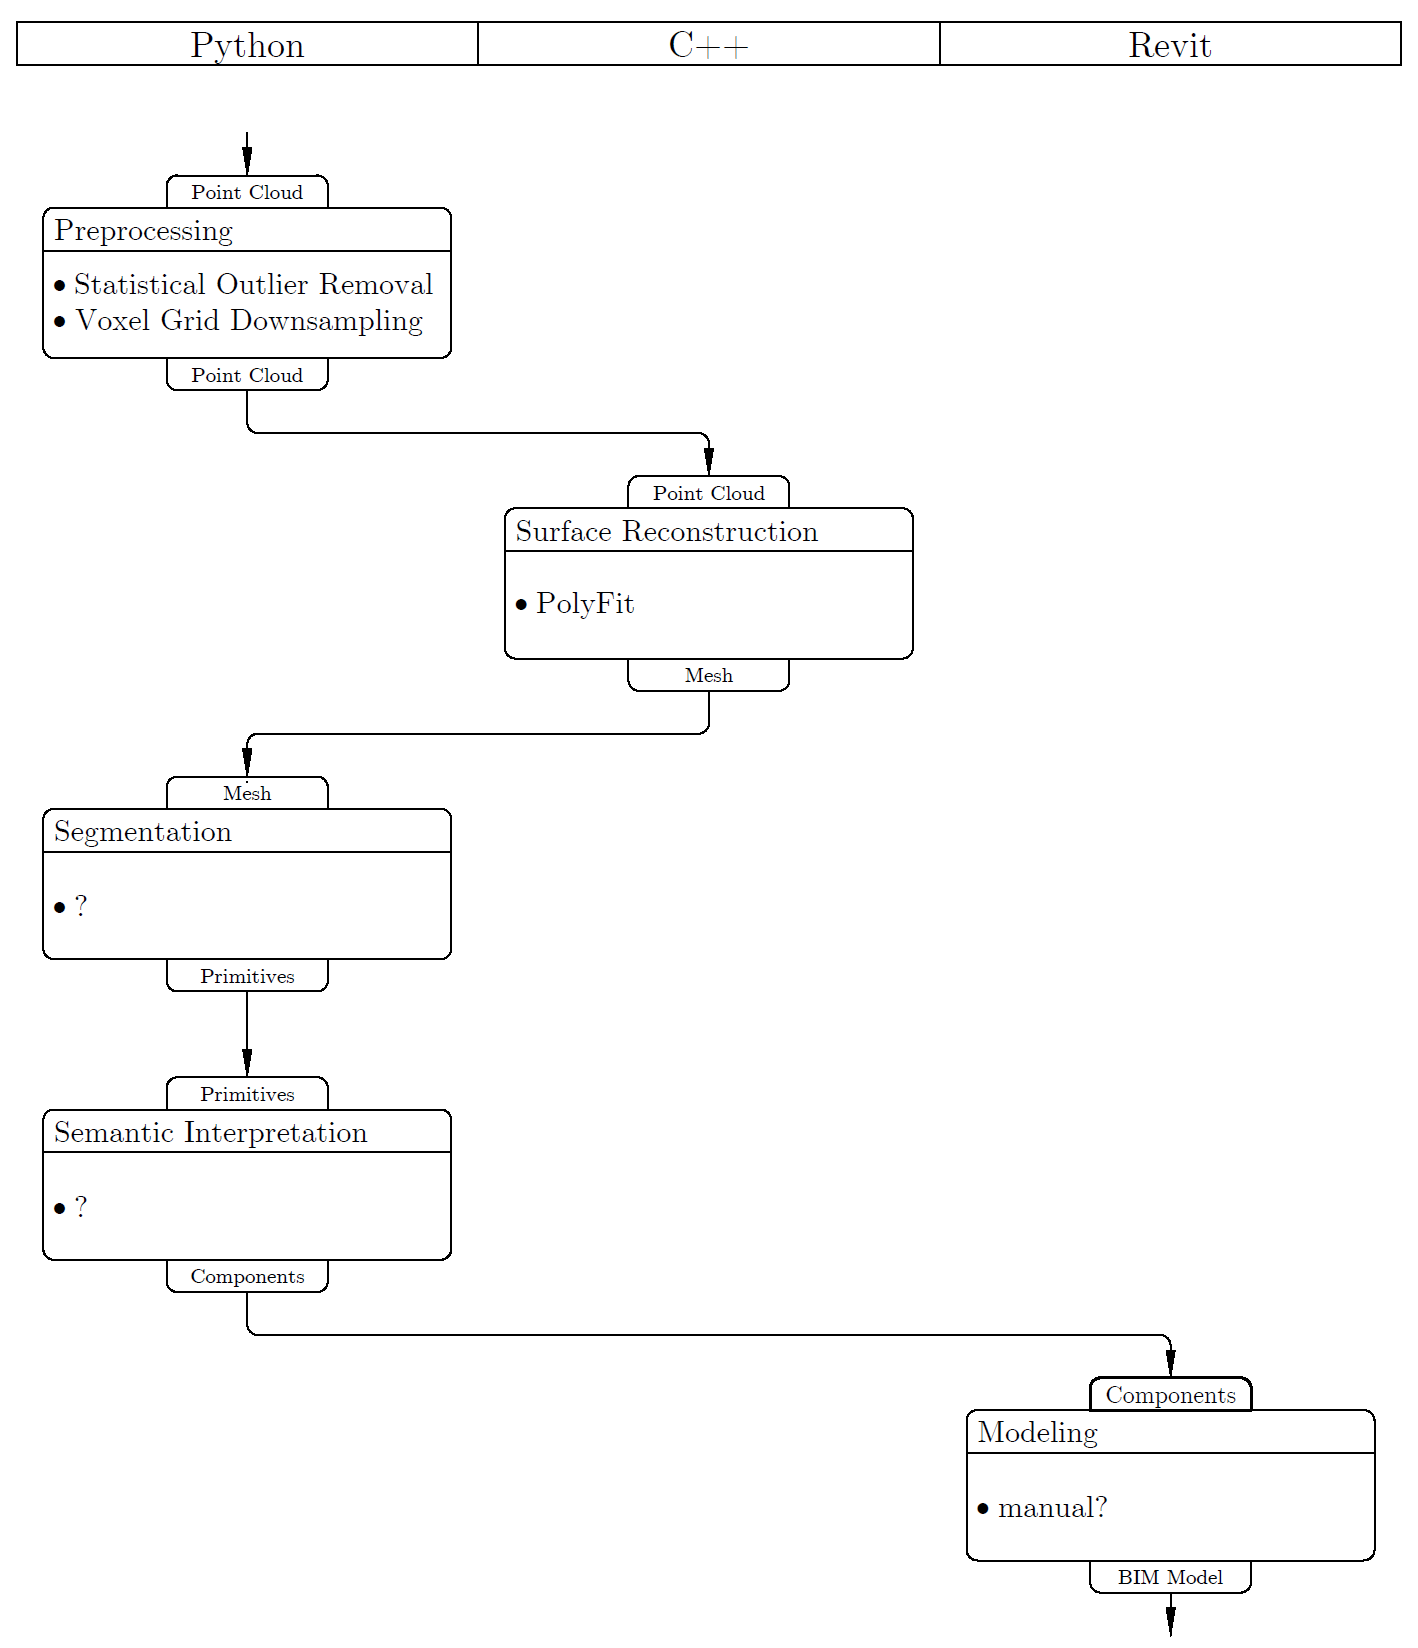 Python
C++
Revit
Point Cloud
Preprocessing
• Statistical Outlier Removal
• Voxel Grid Downsampling
Point Cloud
Point Cloud
Surface Reconstruction
• PolyFit
Mesh
Mesh
Segmentation
• ?
Primitives
Primitives
Semantic Interpretation
• ?
Components
Components
Modeling
• manual?
BIM Model